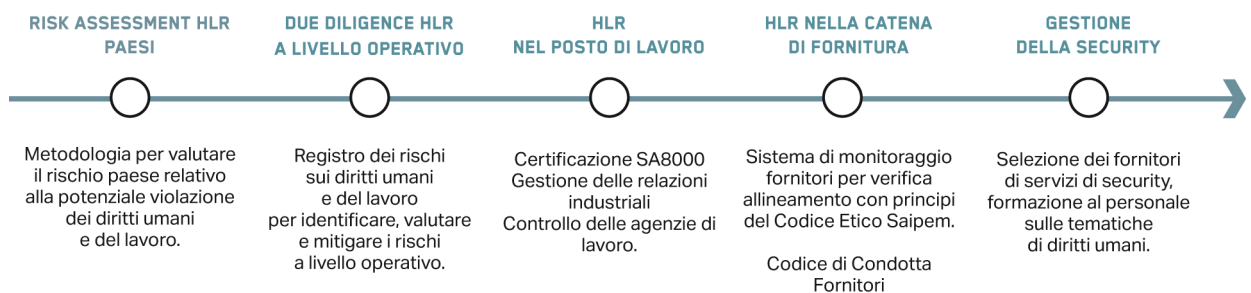 RISK ASSESSMENT HLR
PAESI
Metodologia per valutare
il rischio paese relativo
alla potenziale violazione
dei diritti umani
e del lavoro.
DUE DILIGENCE HLR
A LIVELLO OPERATIVO
Registro dei rischi
sui diritti umani
e del lavoro
per identificare, valutare
e mitigare i rischi
a livello operativo.
HLR
NEL POSTO DI LAVORO
Certificazione SA8000
Gestione delle relazioni
industriali
Controllo delle agenzie di
lavoro.
HLR NELLA CATENA
DI FORNITURA
Sistema di monitoraggio
fornitori per verifica
allineamento con principi
del Codice Etico Saipem.
Codice di Condotta
Fornitori
GESTIONE
DELLA SECURITY
Selezione dei fornitori
di servizi di security,
formazione al personale
sulle tematiche
di diritti umani.